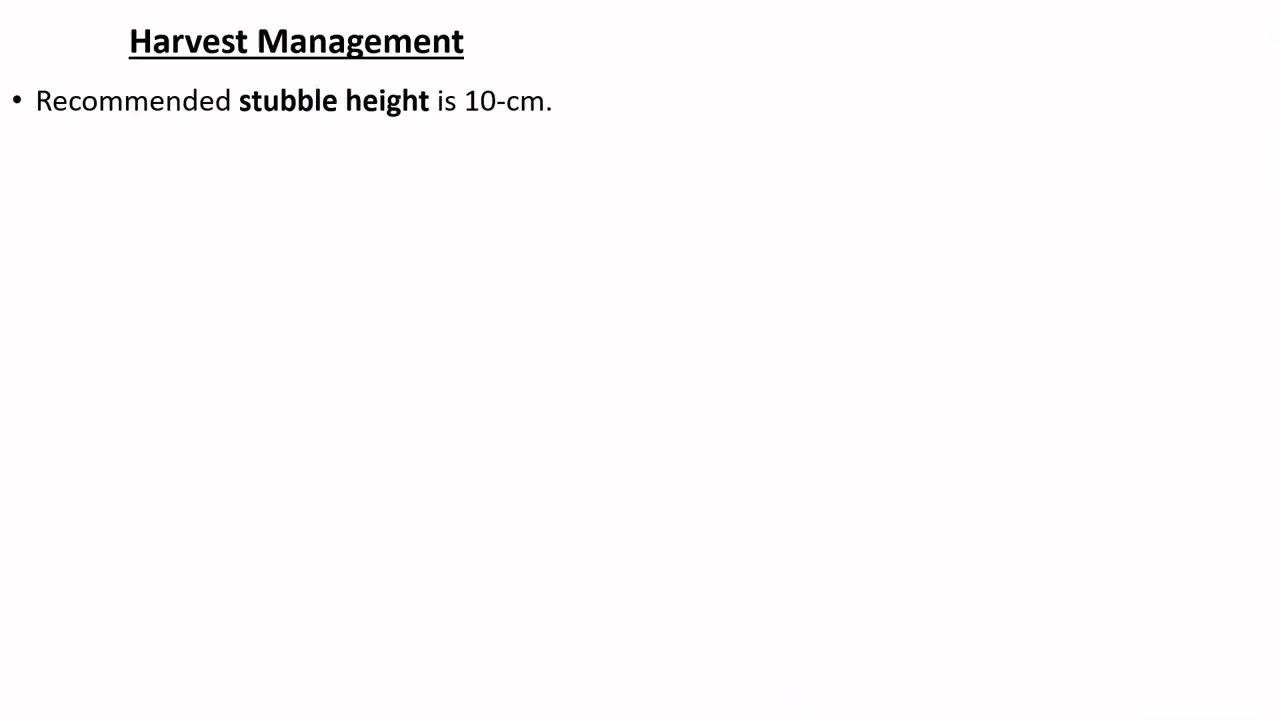 Harvest Management
• Recommended stubble height is 10-cm.